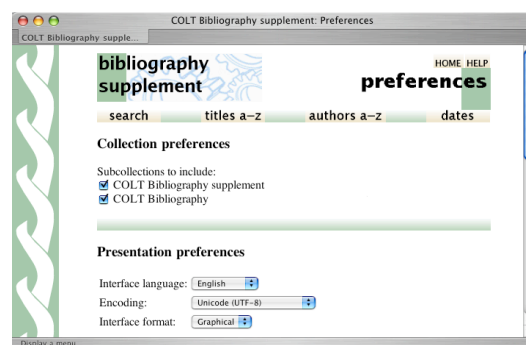 COLT Bibliography supplement: Preferences
COLT Bibliography supple...
bibliography
supplement
HOME HELP
preferences
search titles a–z authors a–z dates
Collection preferences
Subcollections to include:
COLT Bibliography supplement
COLT Bibliography
Presentation preferences
Interface language: English
Encoding: Unicode (UTF-8)
Interface format: Graphical
Display a menu